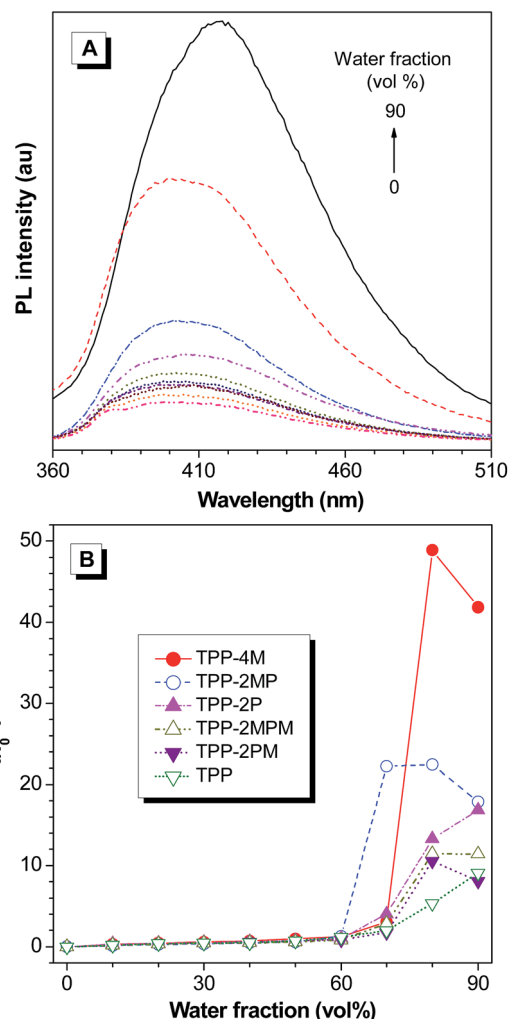 A
Water fraction
(vol %)
90
0
PL intensity (au)
360
410
460
510
Wavelength (nm)
B
50
40
30
20
10
0
TPP-4M
TPP-2MP
TPP-2P
TPP-2MPM
TPP-2PM
TPP
0
30
60
90
Water fraction (vol%)